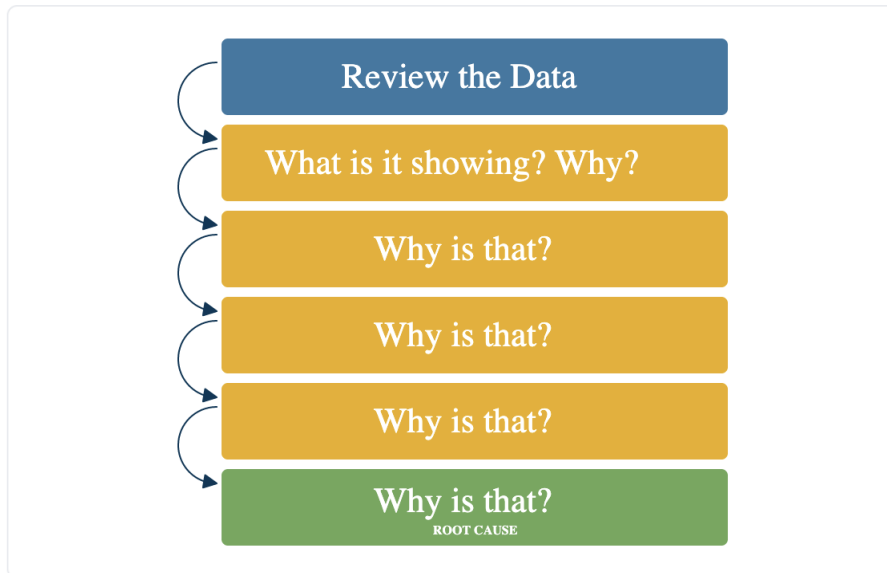 Review the Data
What is it showing? Why?
Why is that?
Why is that?
Why is that?
Why is that?
ROOT CAUSE